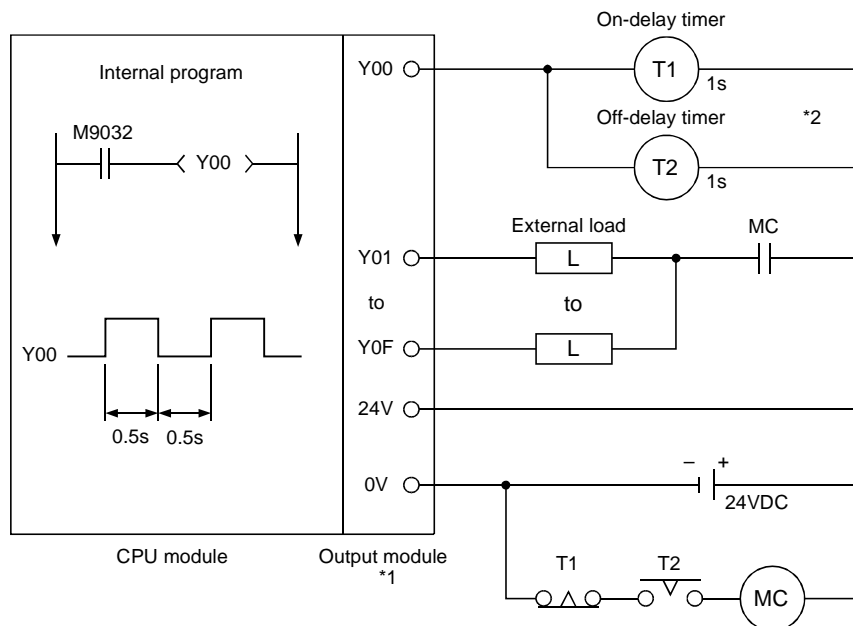 On-delay timer
Internal program
Y00
T1
1s
M9032
Off-delay timer
*2
Y00
T2
1s
External load
MC
Y01
L
to
to
Y00
Y0F
L
24V
0.5s
0.5s
0V
– +
24VDC
CPU module
Output module
*1
T1
T2
MC